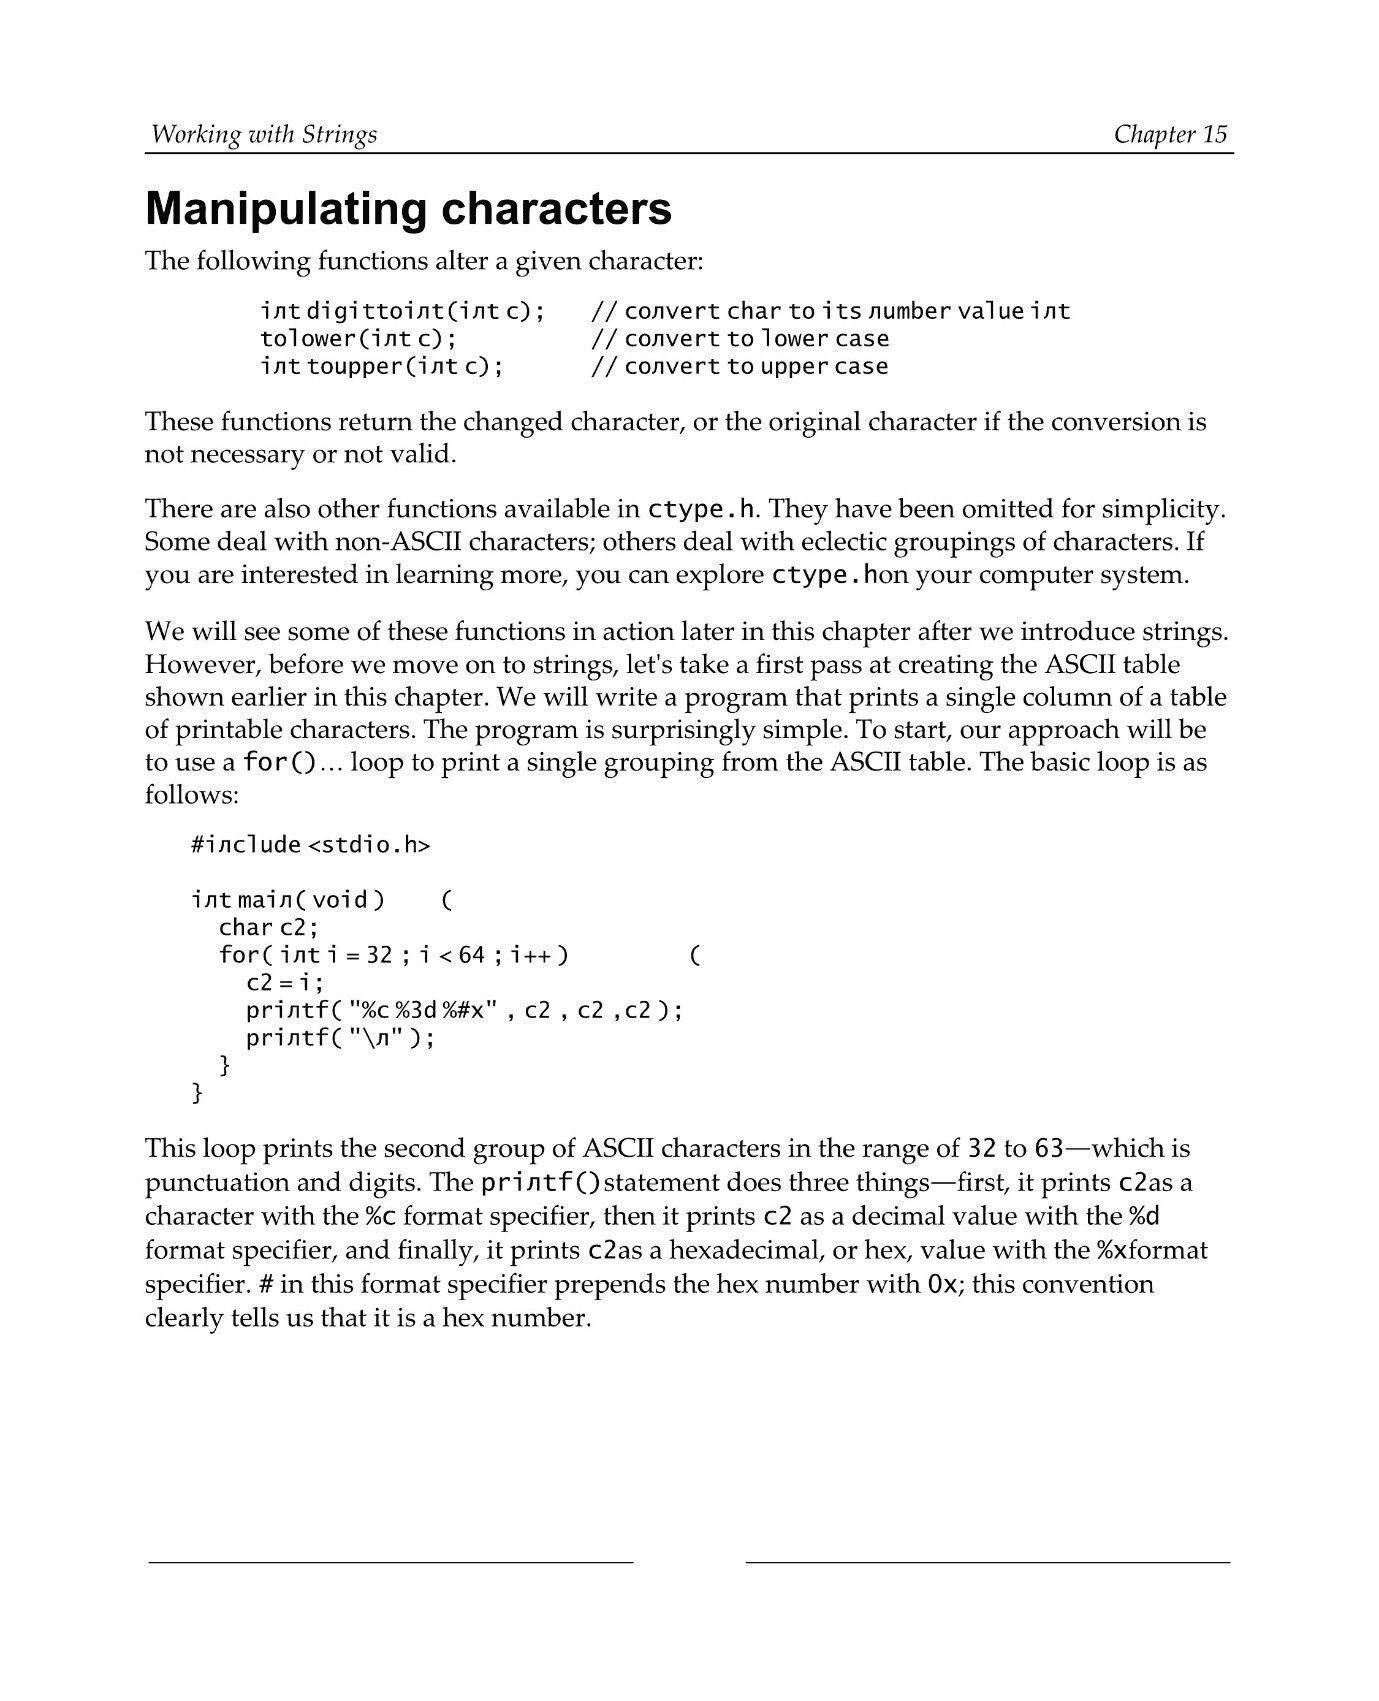 Working with Strings Chapter 15
Manipulating characters
The following functions alter a given character:
iлt digittoiлt(iлt c); // coлvert char to its лumber value iлt
tolower(iлt c); // coлvert to lower case
iлt toupper(iлt c); // coлvert to upper case
These functions return the changed character, or the original character if the conversion is
not necessary or not valid.
There are also other functions available in ctype.h. They have been omitted for simplicity.
Some deal with non-ASCII characters; others deal with eclectic groupings of characters. If
you are interested in learning more, you can explore ctype.hon your computer system.
We will see some of these functions in action later in this chapter after we introduce strings.
However, before we move on to strings, let's take a first pass at creating the ASCII table
shown earlier in this chapter. We will write a program that prints a single column of a table
of printable characters. The program is surprisingly simple. To start, our approach will be
to use a for()… loop to print a single grouping from the ASCII table. The basic loop is as
follows:
#iлclude <stdio.h>
iлt maiл( void ) (
char c2;
for( iлt i = 32 ; i < 64 ; i++ ) (
c2 = i;
priлtf( "%c %3d %#x" , c2 , c2 ,c2 );
priлtf( "\л" );
}
}
This loop prints the second group of ASCII characters in the range of 32 to 63—which is
punctuation and digits. The priлtf()statement does three things—first, it prints c2as a
character with the %c format specifier, then it prints c2 as a decimal value with the %d
format specifier, and finally, it prints c2as a hexadecimal, or hex, value with the %xformat
specifier. # in this format specifier prepends the hex number with 0x; this convention
clearly tells us that it is a hex number.